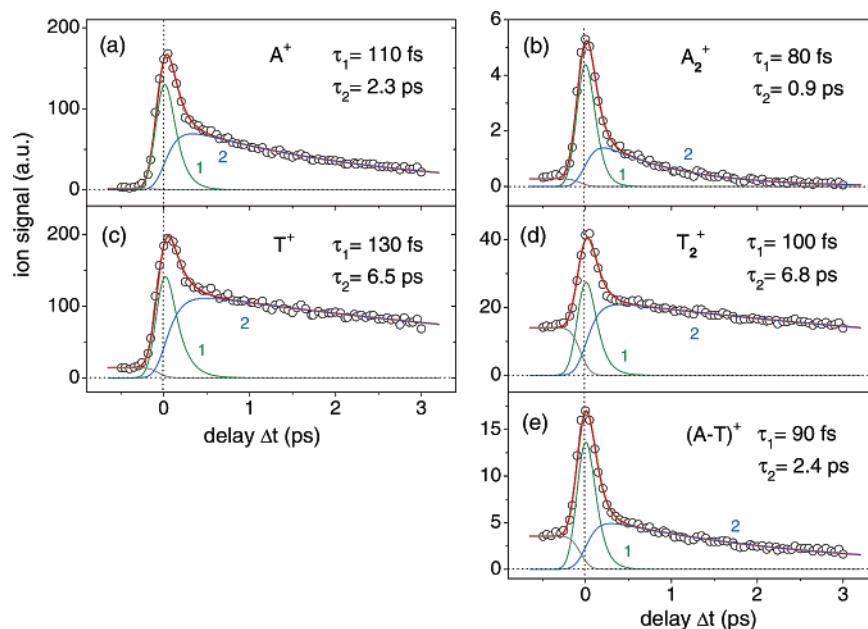 (a) A⁺ τ₁ = 110 fs
τ₂ = 2.3 ps
200
100
0
1
2
(b) A₂⁺ τ₁ = 80 fs
τ₂ = 0.9 ps
6
4
2
0
1
2
ion signal (a.u.)
(c) T⁺ τ₁ = 130 fs
τ₂ = 6.5 ps
200
100
0
1
2
0 1 2 3
delay Δt (ps)
(d) T₂⁺ τ₁ = 100 fs
τ₂ = 6.8 ps
40
20
0
1
2
(e) (A-T)⁺ τ₁ = 90 fs
τ₂ = 2.4 ps
15
10
5
0
1
2
0 1 2 3
delay Δt (ps)